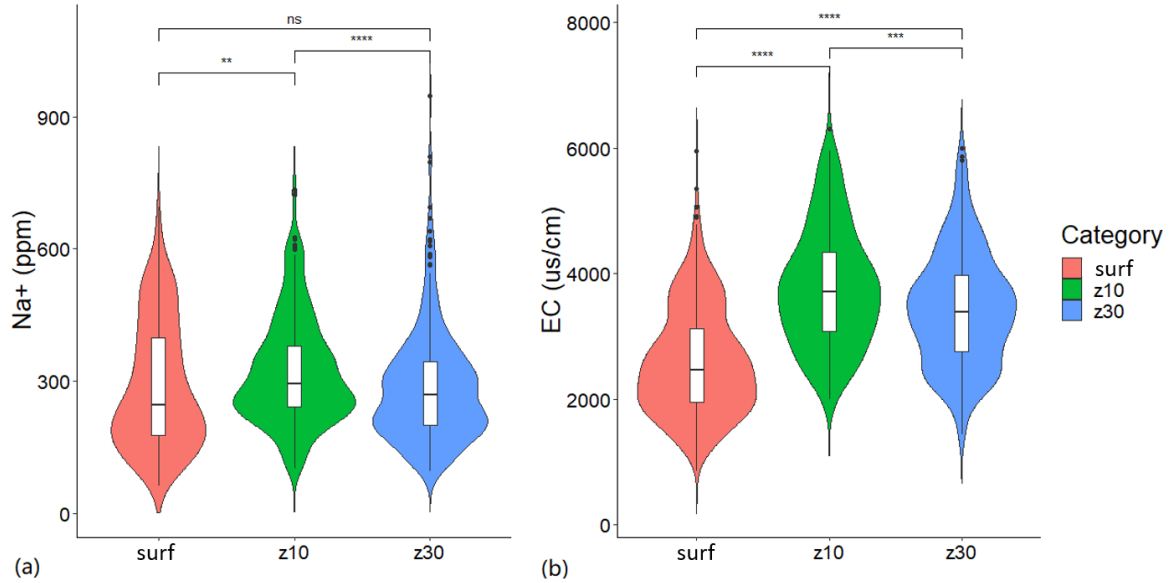 ns
**
****
900
600
300
0
Na+ (ppm)
surf
z10
z30
(a)
****
****
***
8000
6000
4000
2000
0
EC (us/cm)
surf
z10
z30
(b)
Category
surf
z10
z30